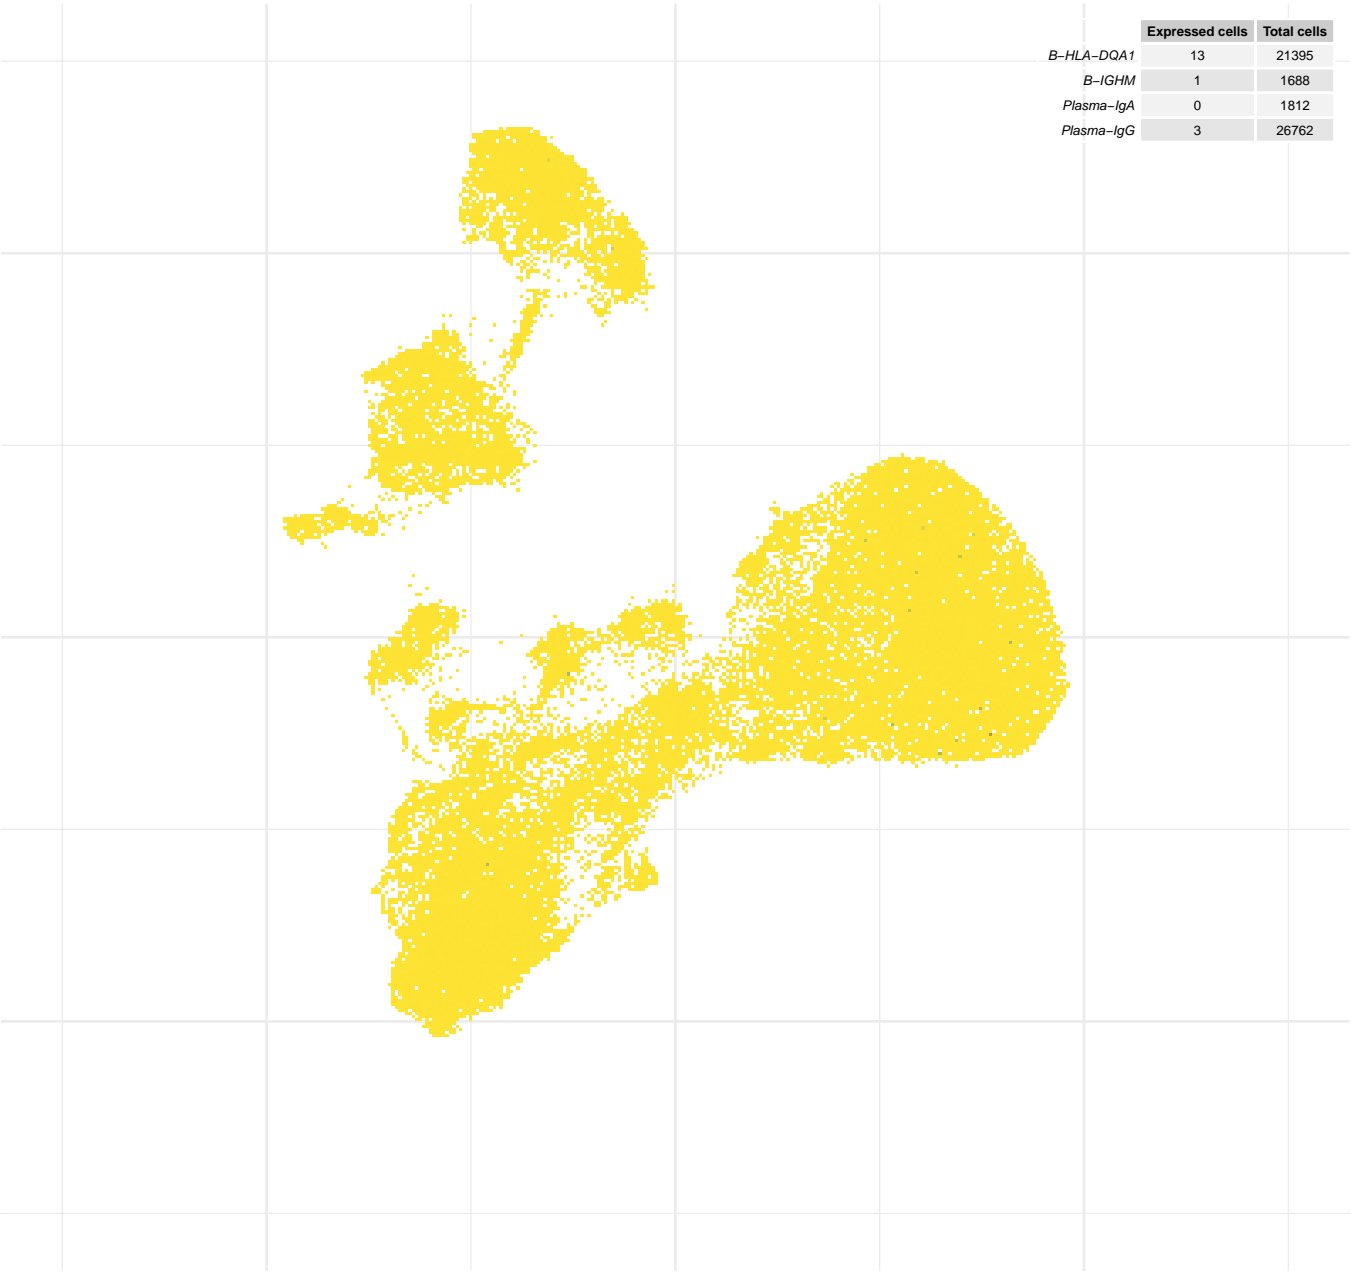 Expressed cells Total cells
B−HLA−DQA1 13 21395
B−IGHM 1 1688
Plasma−IgA 0 1812
Plasma−IgG 3 26762